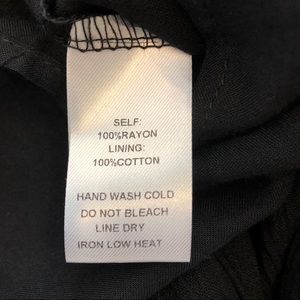 SELF:
100%RAYON
LINING:
100%COTTON
HAND WASH COLD
DO NOT BLEACH
LINE DRY
IRON LOW HEAT